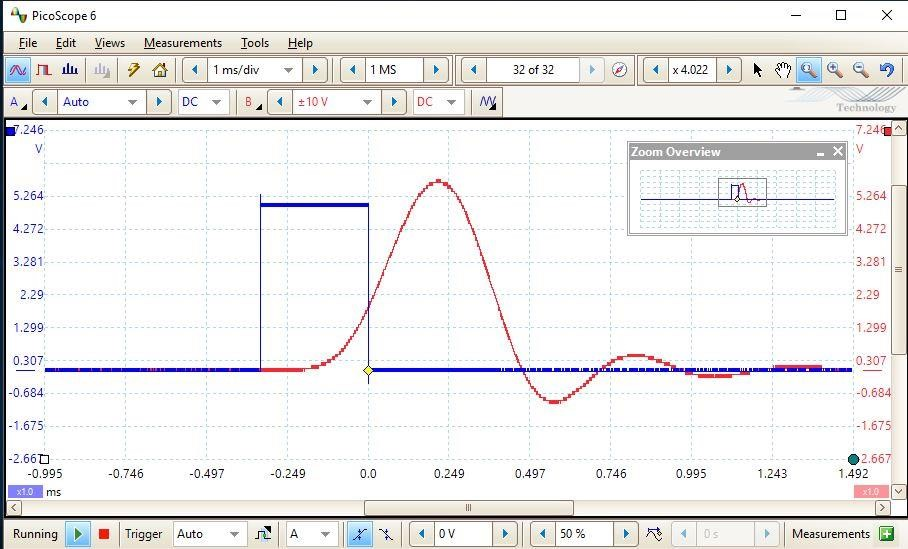 PicoScope 6
File Edit Views Measurements Tools Help
1 ms/div 1 MS 32 of 32 x 4.022
A Auto DC B ±10 V DC
Technology
7.246 7.246
V V
Zoom Overview
5.264 5.264
4.272 4.272
3.281 3.281
2.29 2.29
1.299 1.299
0.307 0.307
-0.684 -0.684
-1.675 -1.675
-2.667 -2.667
-0.995 -0.746 -0.497 -0.249 0.0 0.249 0.497 0.746 0.995 1.243 1.492
x1.0 ms x1.0
Running Trigger Auto A 0 V 50 % 0 s Measurements